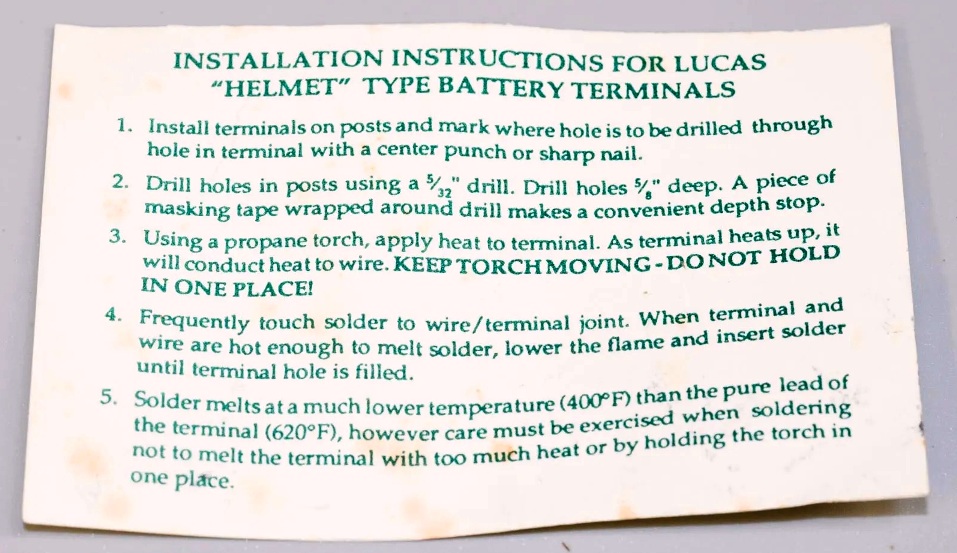 INSTALLATION INSTRUCTIONS FOR LUCAS
"HELMET" TYPE BATTERY TERMINALS
1. Install terminals on posts and mark where hole is to be drilled through
hole in terminal with a center punch or sharp nail.
2. Drill holes in posts using a 5/32" drill. Drill holes 5/8" deep. A piece of
masking tape wrapped around drill makes a convenient depth stop.
3. Using a propane torch, apply heat to terminal. As terminal heats up, it
will conduct heat to wire. KEEP TORCH MOVING - DO NOT HOLD
IN ONE PLACE!
4. Frequently touch solder to wire/terminal joint. When terminal and
wire are hot enough to melt solder, lower the flame and insert solder
until terminal hole is filled.
5. Solder melts at a much lower temperature (400°F) than the pure lead of
the terminal (620°F), however care must be exercised when soldering
not to melt the terminal with too much heat or by holding the torch in
one place.